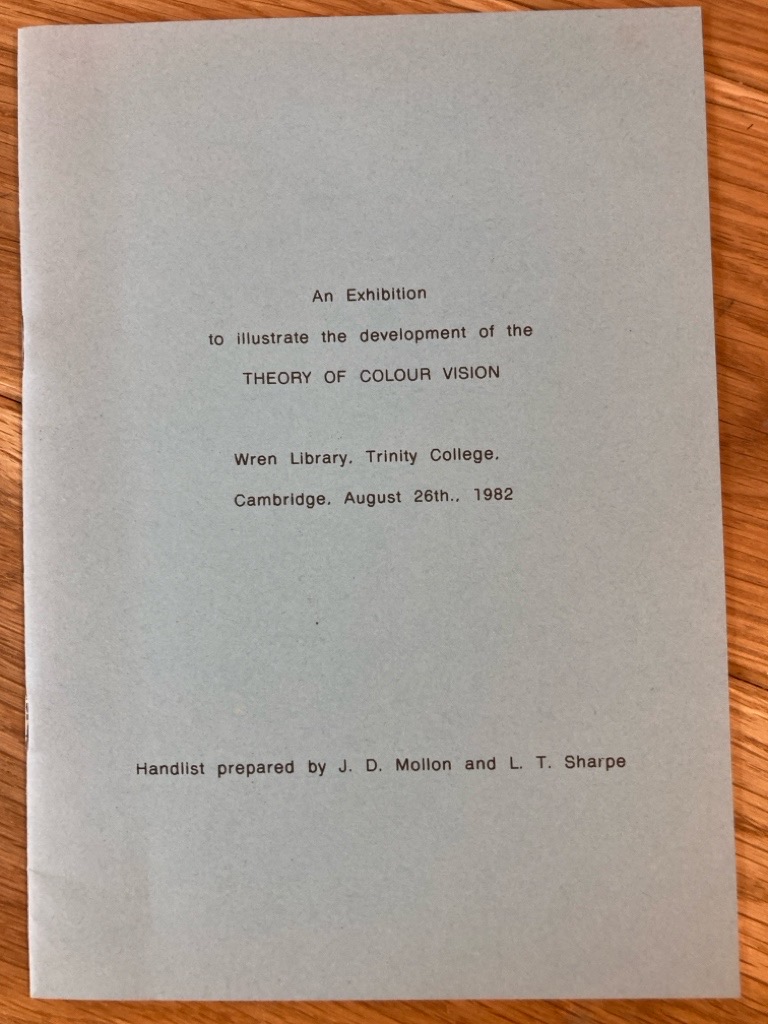 An Exhibition
to illustrate the development of the
THEORY OF COLOUR VISION
Wren Library, Trinity College,
Cambridge, August 26th., 1982
Handlist prepared by J. D. Mollon and L. T. Sharpe